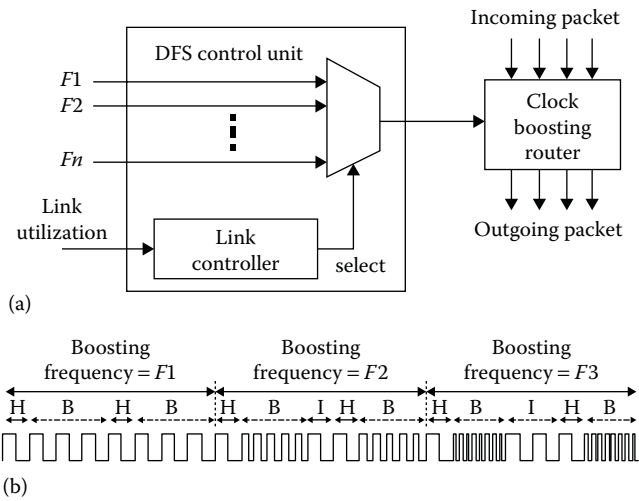 Incoming packet
DFS control unit
F1
F2
Fn
Clock
boosting
router
Link
utilization
Link
controller
select
Outgoing packet
(a)
Boosting
frequency = F1
Boosting
frequency = F2
Boosting
frequency = F3
H B H B H B I H B H B I H B
(b)